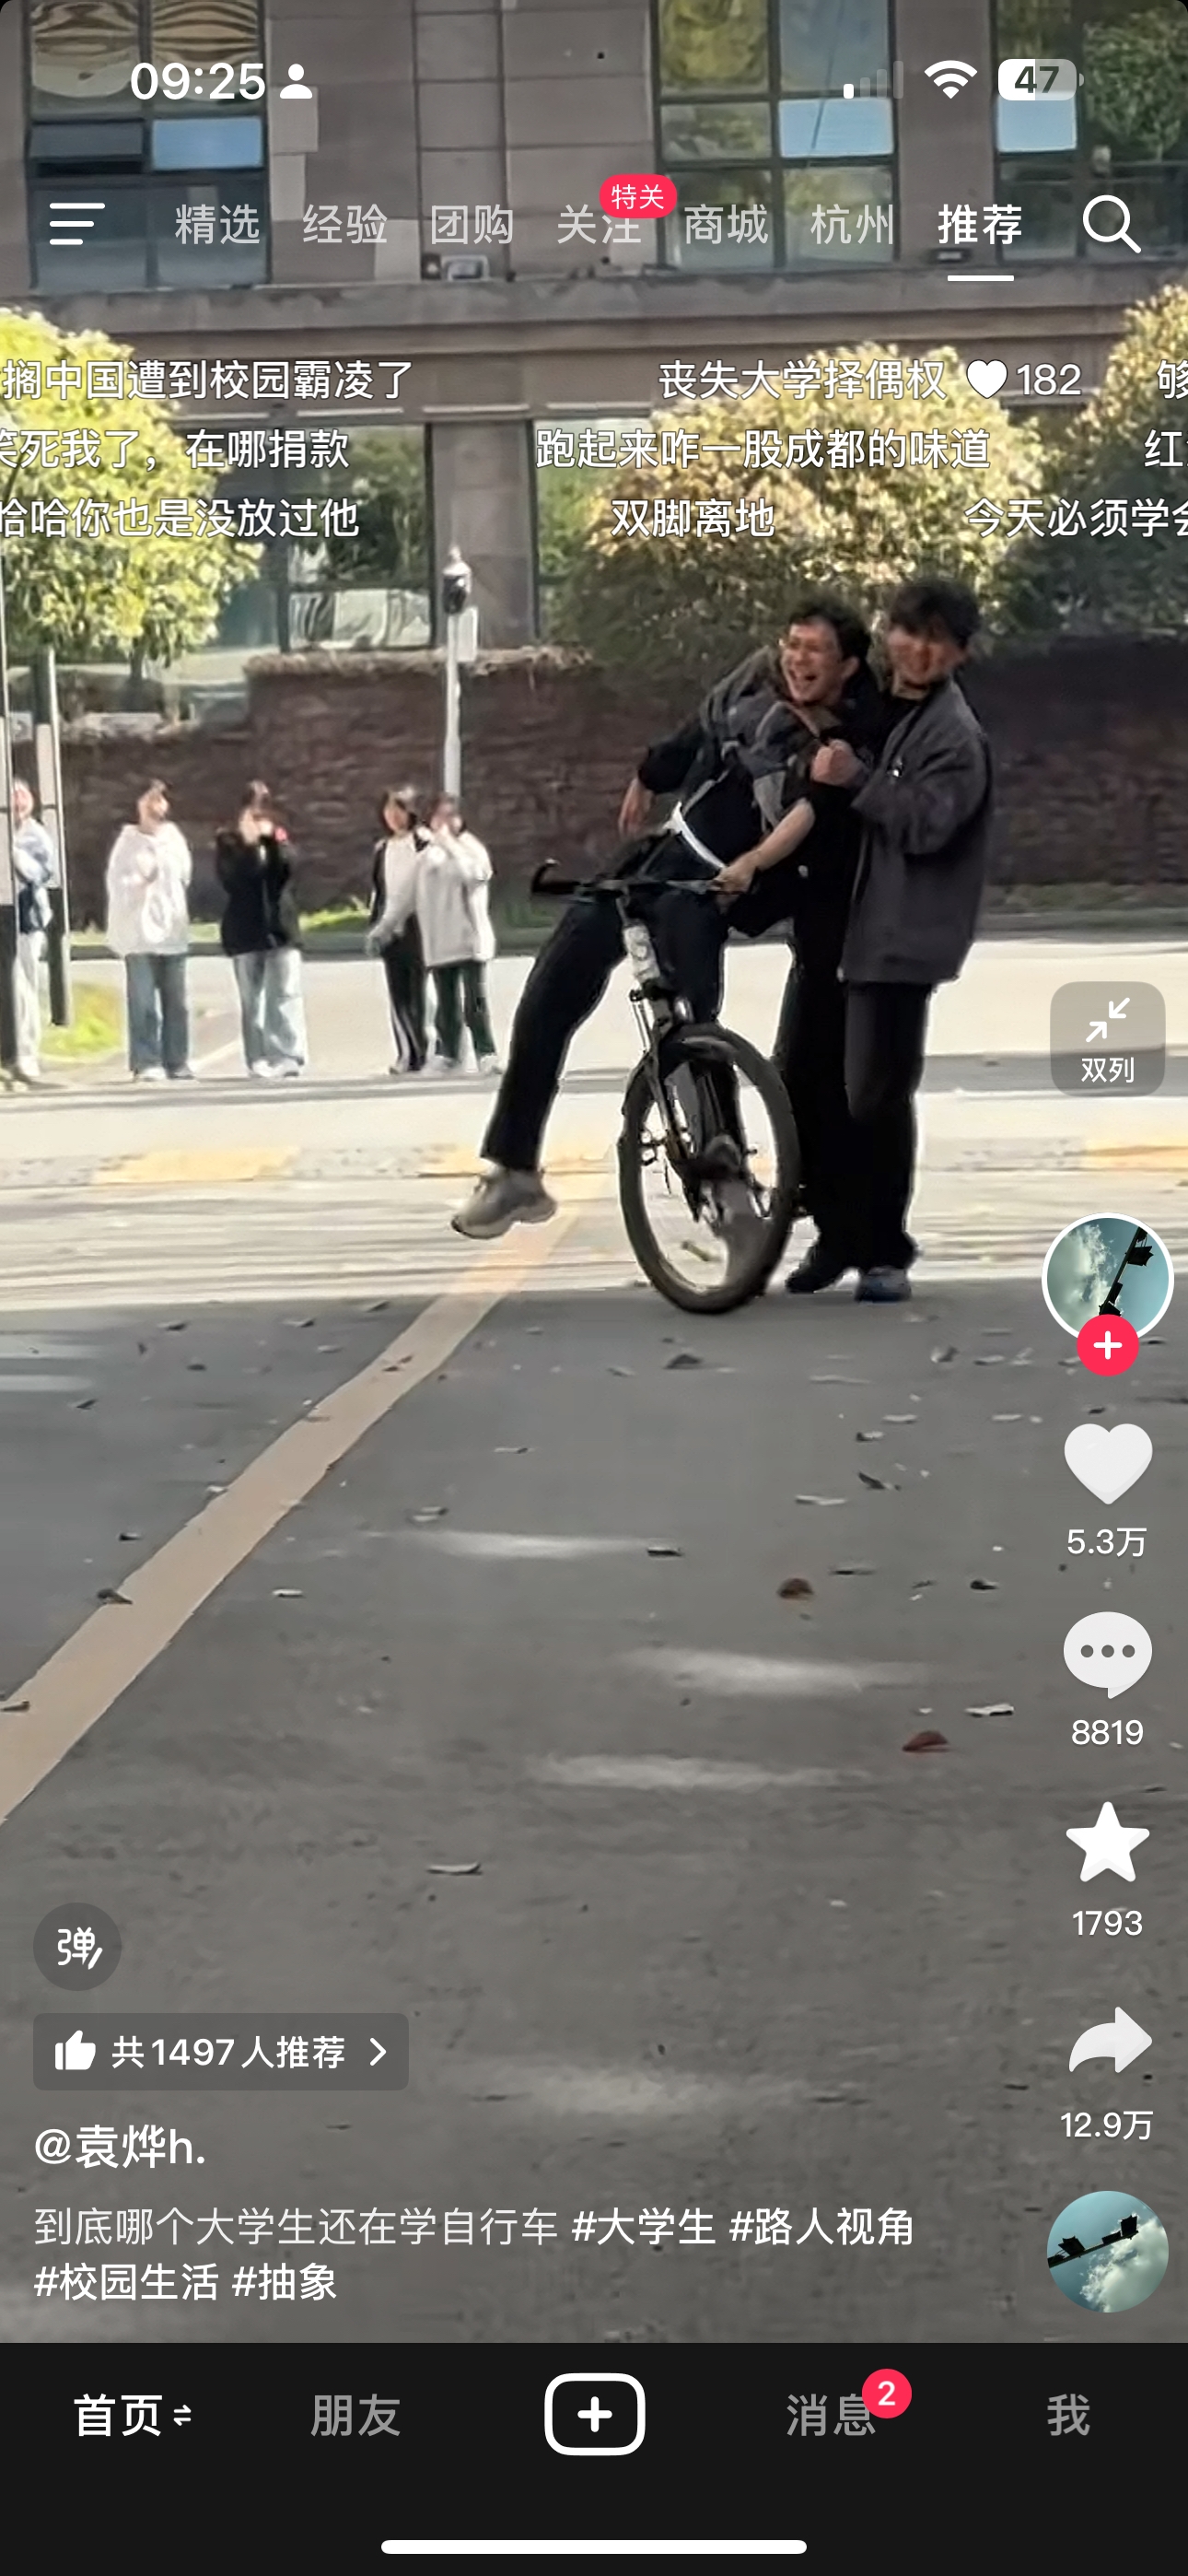 09:25
47
精选 经验 团购 关注 特关 商城 杭州 推荐
搁中国遭到校园霸凌了 丧失大学择偶权 182 够
笑死我了，在哪捐款 跑起来咋一股成都的味道 红
哈哈你也是没放过他 双脚离地 今天必须学会
双列
5.3万
8819
1793
12.9万
弹
共1497人推荐
@袁烨h.
到底哪个大学生还在学自行车 #大学生 #路人视角
#校园生活 #抽象
首页 朋友 消息 2 我